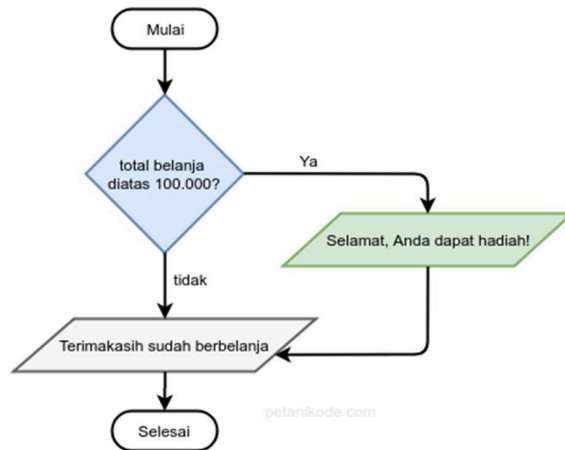 Mulai
total belanja
diatas 100.000?
Ya
Selamat, Anda dapat hadiah!
tidak
Terimakasih sudah berbelanja
petanikode.com
Selesai